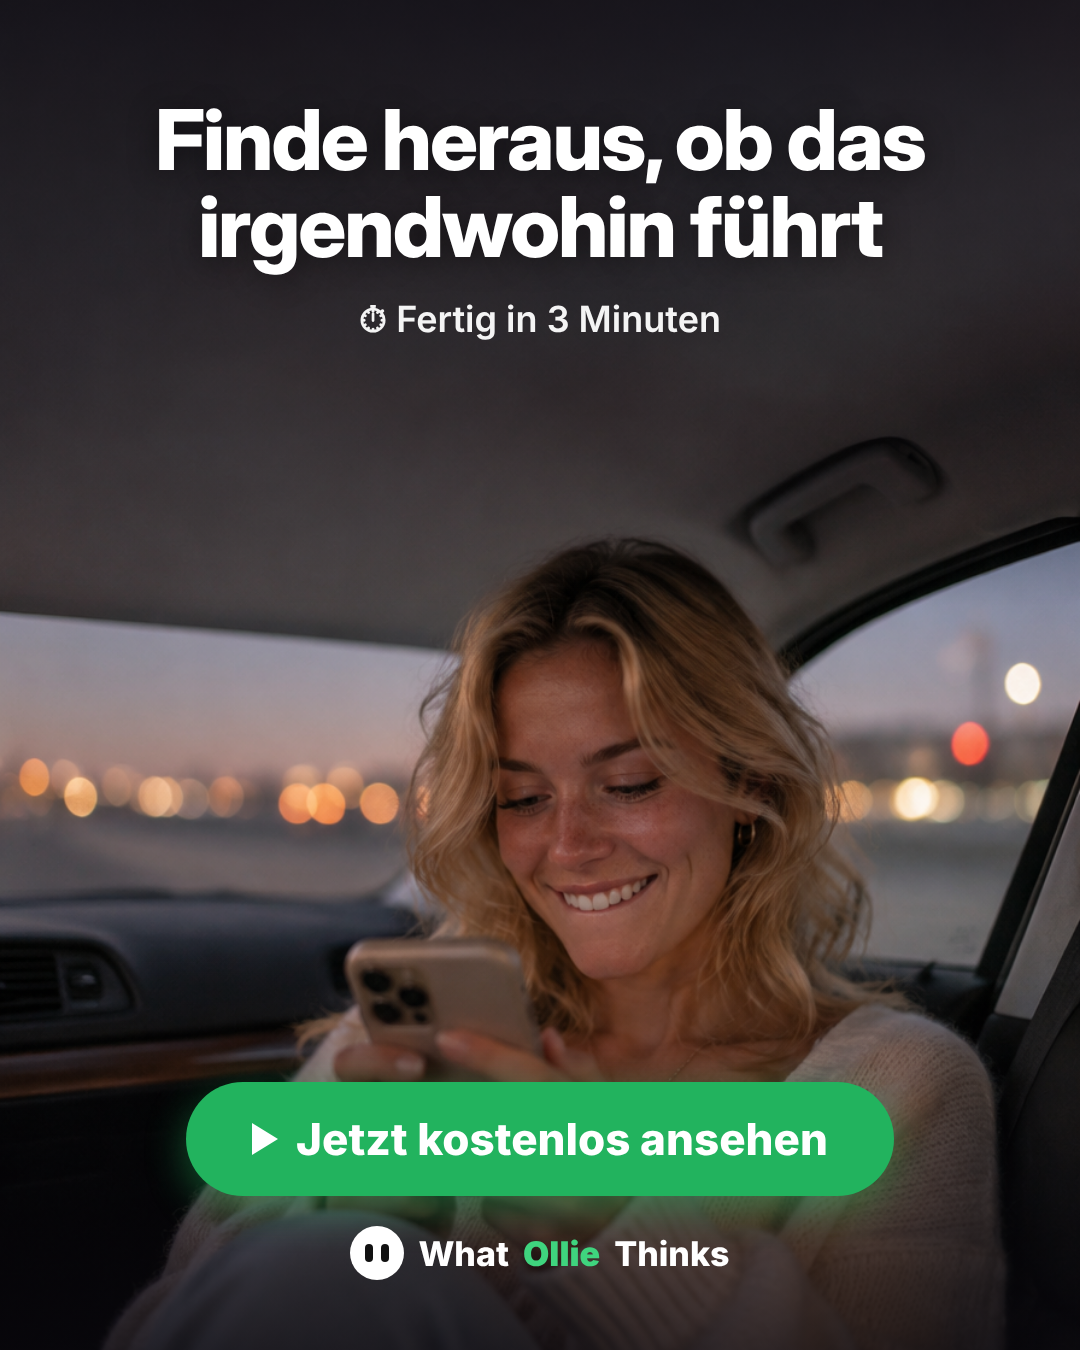 Finde heraus, ob das
irgendwohin führt
⏱ Fertig in 3 Minuten
▶ Jetzt kostenlos ansehen
What Ollie Thinks